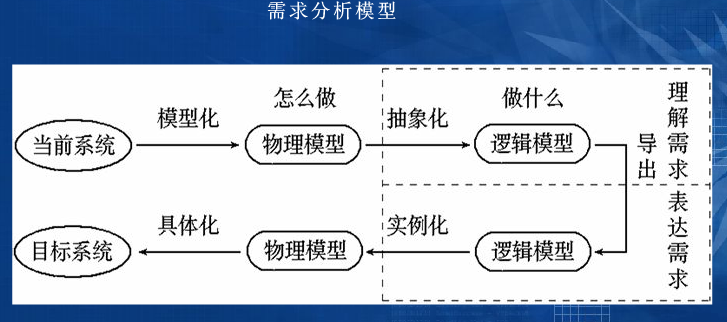 需求分析模型
怎么做
做什么
模型化
抽象化
当前系统
物理模型
逻辑模型
导出
理解需求
具体化
实例化
目标系统
物理模型
逻辑模型
表达需求